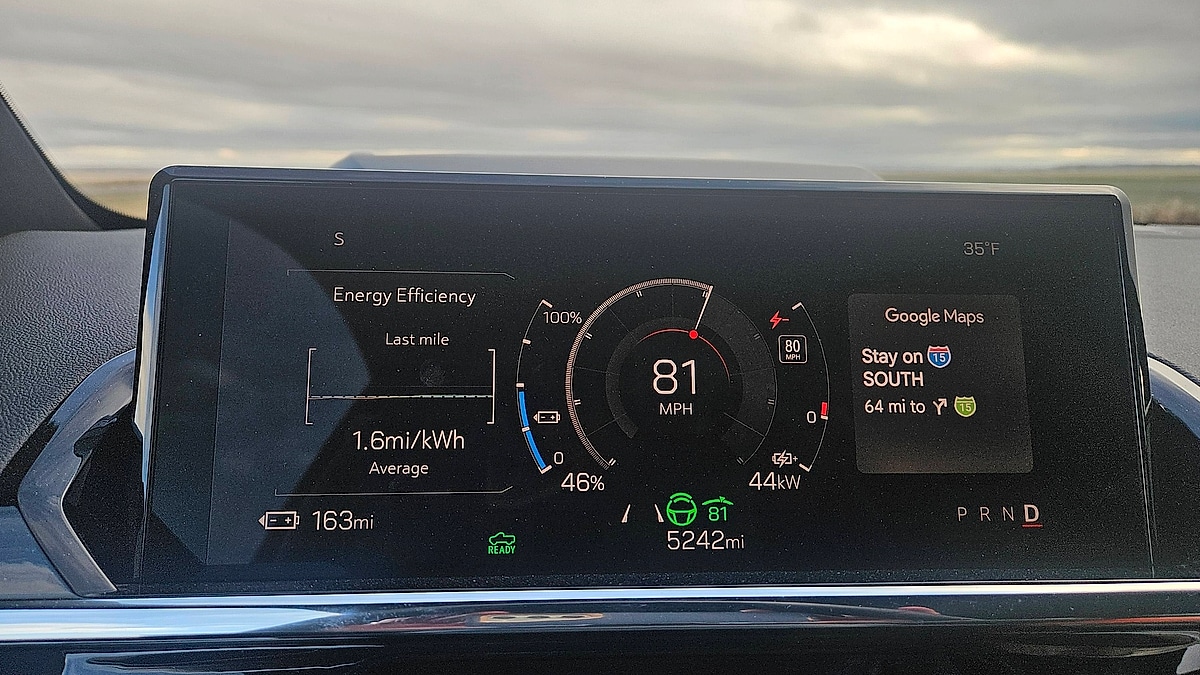 S
35°F
Energy Efficiency
Last mile
1.6mi/kWh
Average
163mi
READY
100%
0
46%
81
MPH
80
MPH
0
44kW
81
5242mi
Google Maps
Stay on 15
SOUTH
64 mi to 15
P R N D